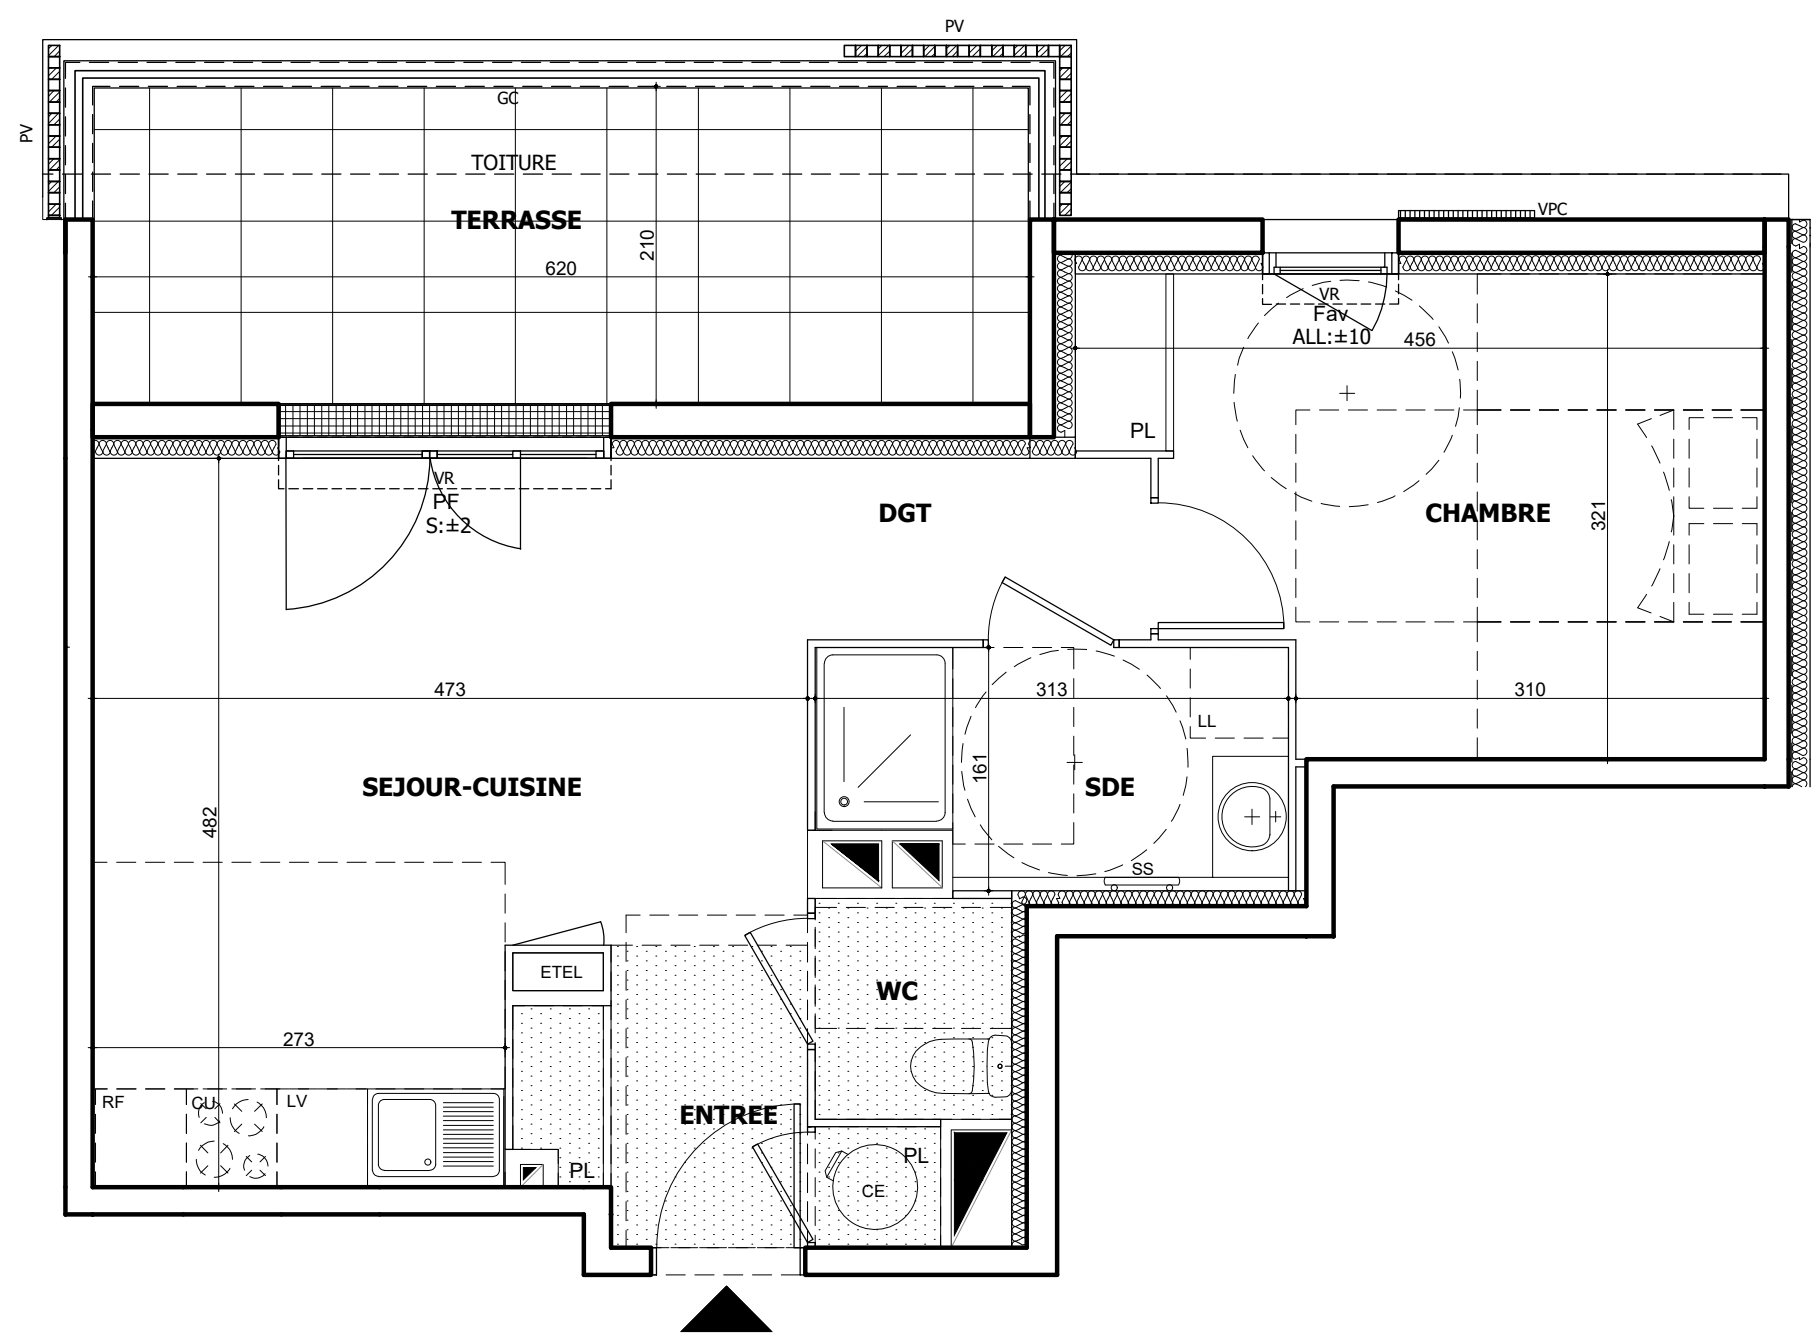 PV
PV
GC
TOITURE
TERRASSE
210
620
VPC
VR
Fav
ALL:±10
456
PL
VR
PF
S:±2
DGT
CHAMBRE
321
473
313
310
LL
161
SEJOUR-CUISINE
SDE
482
SS
ETEL
WC
273
RF
CU
LV
ENTREE
PL
PL
CE